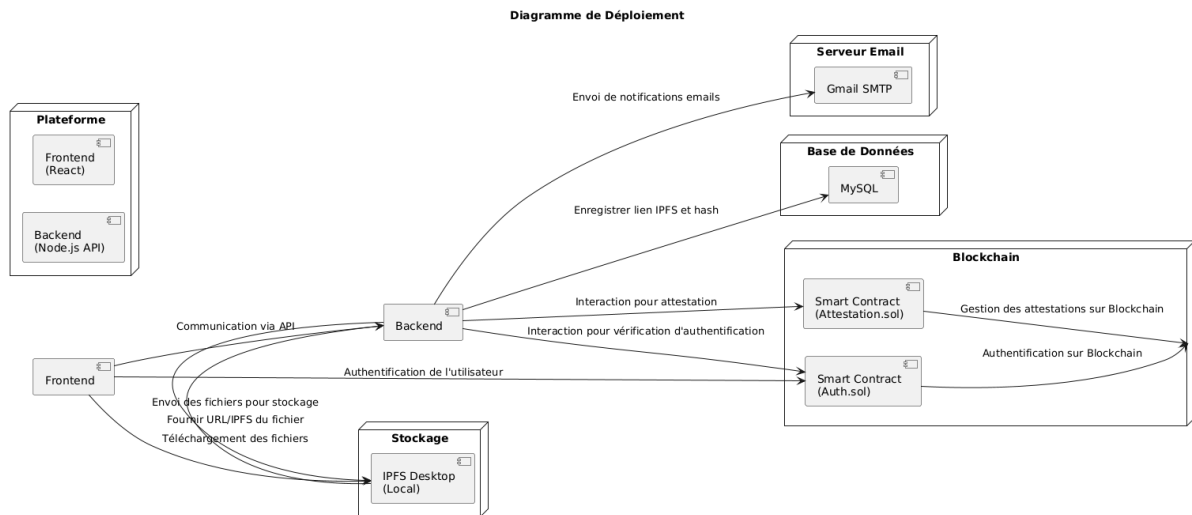 Diagramme de Déploiement
Serveur Email
Gmail SMTP
Envoi de notifications emails
Plateforme
Frontend
(React)
Backend
(Node.js API)
Base de Données
MySQL
Enregistrer lien IPFS et hash
Blockchain
Smart Contract
(Attestation.sol)
Interaction pour attestation
Gestion des attestations sur Blockchain
Backend
Communication via API
Interaction pour vérification d'authentification
Authentification sur Blockchain
Frontend
Authentification de l'utilisateur
Smart Contract
(Auth.sol)
Envoi des fichiers pour stockage
Fournir URL/IPFS du fichier
Téléchargement des fichiers
Stockage
IPFS Desktop
(Local)